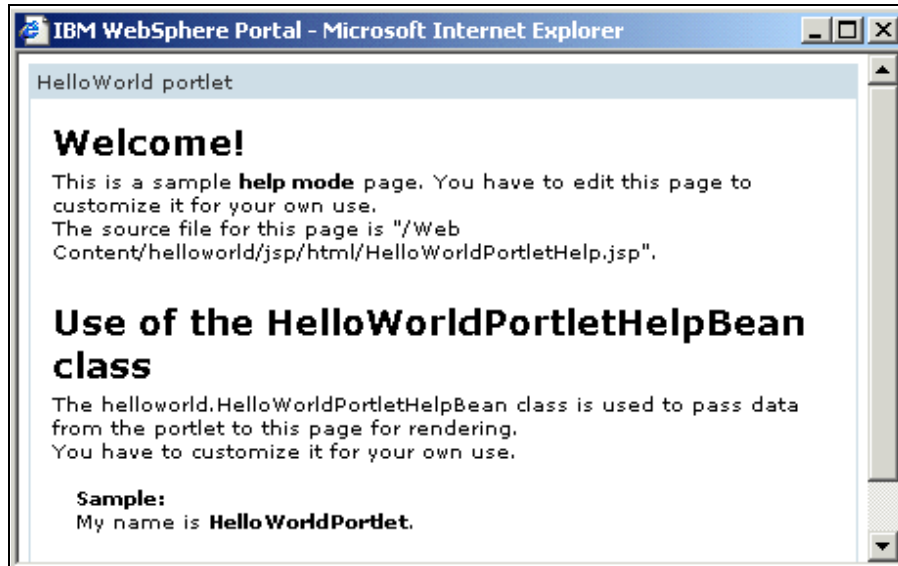 IBM WebSphere Portal - Microsoft Internet Explorer
HelloWorld portlet
Welcome!
This is a sample help mode page. You have to edit this page to
customize it for your own use.
The source file for this page is "/Web
Content/helloworld/jsp/html/HelloWorldPortletHelp.jsp".
Use of the HelloWorldPortletHelpBean
class
The helloworld.HelloWorldPortletHelpBean class is used to pass data
from the portlet to this page for rendering.
You have to customize it for your own use.
Sample:
My name is HelloWorldPortlet.